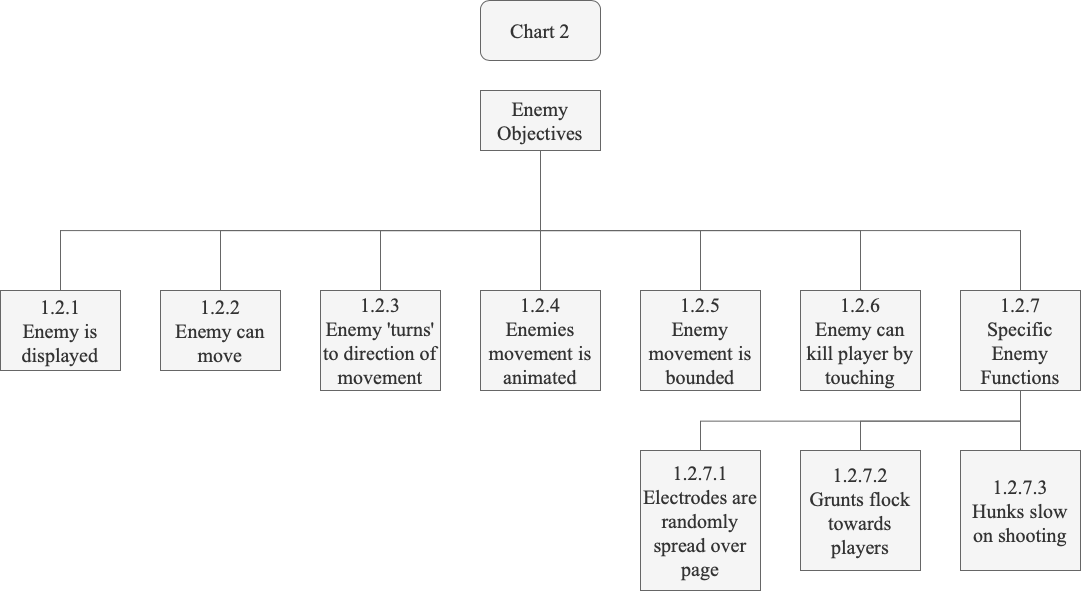 Chart 2
Enemy
Objectives
1.2.1
Enemy is
displayed
1.2.2
Enemy can
move
1.2.3
Enemy 'turns'
to direction of
movement
1.2.4
Enemies
movement is
animated
1.2.5
Enemy
movement is
bounded
1.2.6
Enemy can
kill player by
touching
1.2.7
Specific
Enemy
Functions
1.2.7.1
Electrodes are
randomly
spread over
page
1.2.7.2
Grunts flock
towards
players
1.2.7.3
Hunks slow
on shooting